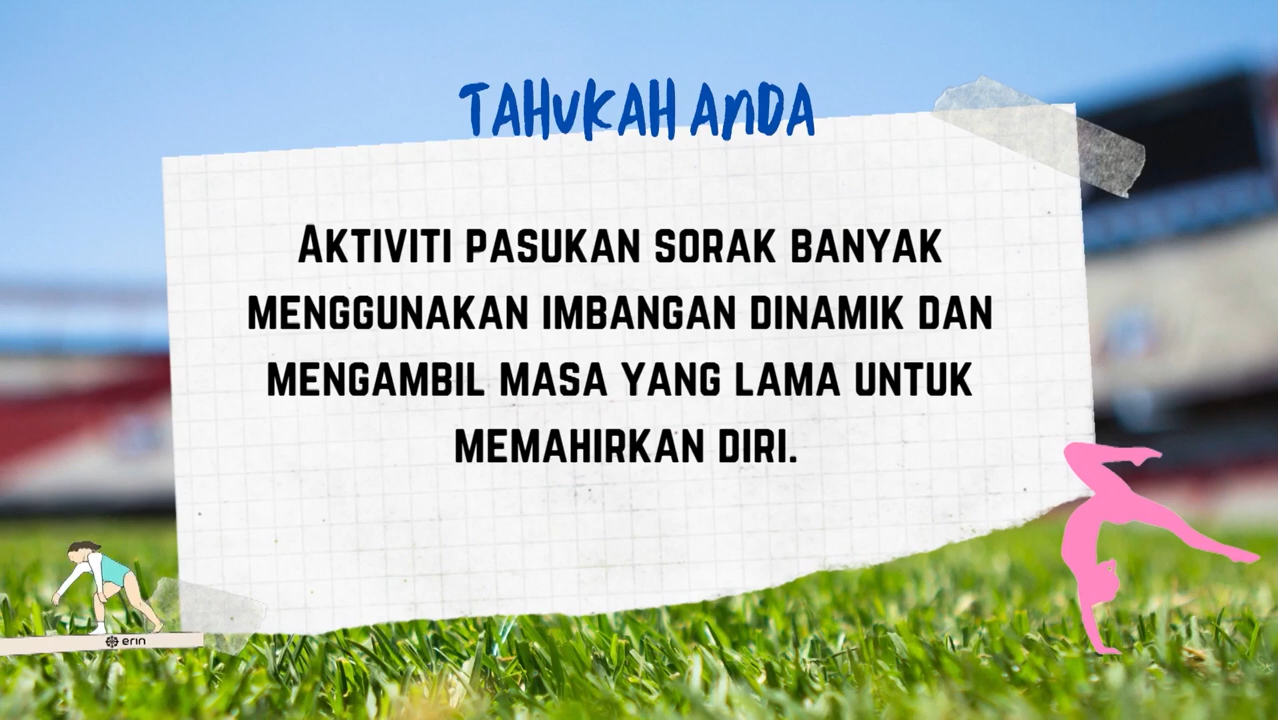 TAHUKAH ANDA
AKTIVITI PASUKAN SORAK BANYAK
MENGGUNAKAN IMBANGAN DINAMIK DAN
MENGAMBIL MASA YANG LAMA UNTUK
MEMAHIRKAN DIRI.
erin